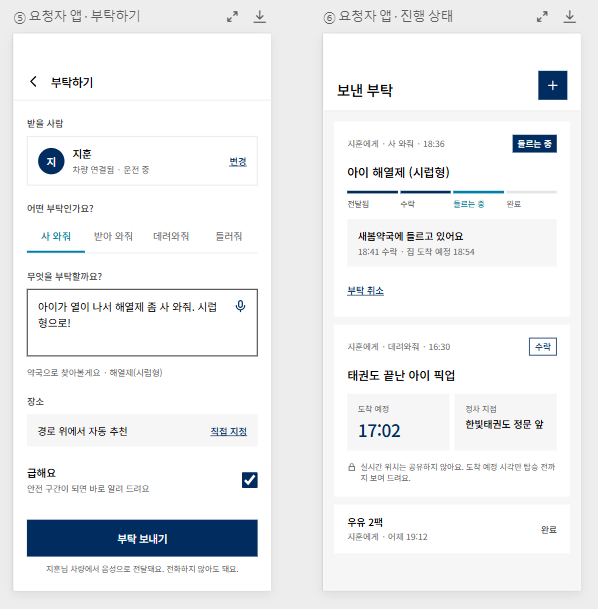 ⑤ 요청자 앱 · 부탁하기
부탁하기
받을 사람
지
지훈
차량 연결됨 · 운전 중
변경
어떤 부탁인가요?
사 와줘
받아 와줘
데려와줘
들러줘
무엇을 부탁할까요?
아이가 열이 나서 해열제 좀 사 와줘. 시럽
형으로!
약국으로 찾아볼게요 · 해열제(시럽형)
장소
경로 위에서 자동 추천
직접 지정
급해요
안전 구간이 되면 바로 알려 드려요
부탁 보내기
지훈님 차량에서 음성으로 전달돼요. 전화하지 않아도 돼요.
⑥ 요청자 앱 · 진행 상태
보낸 부탁
지훈에게 · 사 와줘 · 18:36
들르는 중
아이 해열제 (시럽형)
전달됨
수락
들르는 중
완료
새봄약국에 들르고 있어요
18:41 수락 · 집 도착 예정 18:54
부탁 취소
지훈에게 · 데려와줘 · 16:30
수락
태권도 끝난 아이 픽업
도착 예정
17:02
정차 지점
한빛태권도 정문 앞
실시간 위치는 공유하지 않아요. 도착 예정 시각만 탑승 전까
지 보여 드려요.
우유 2팩
지훈에게 · 어제 19:12
완료